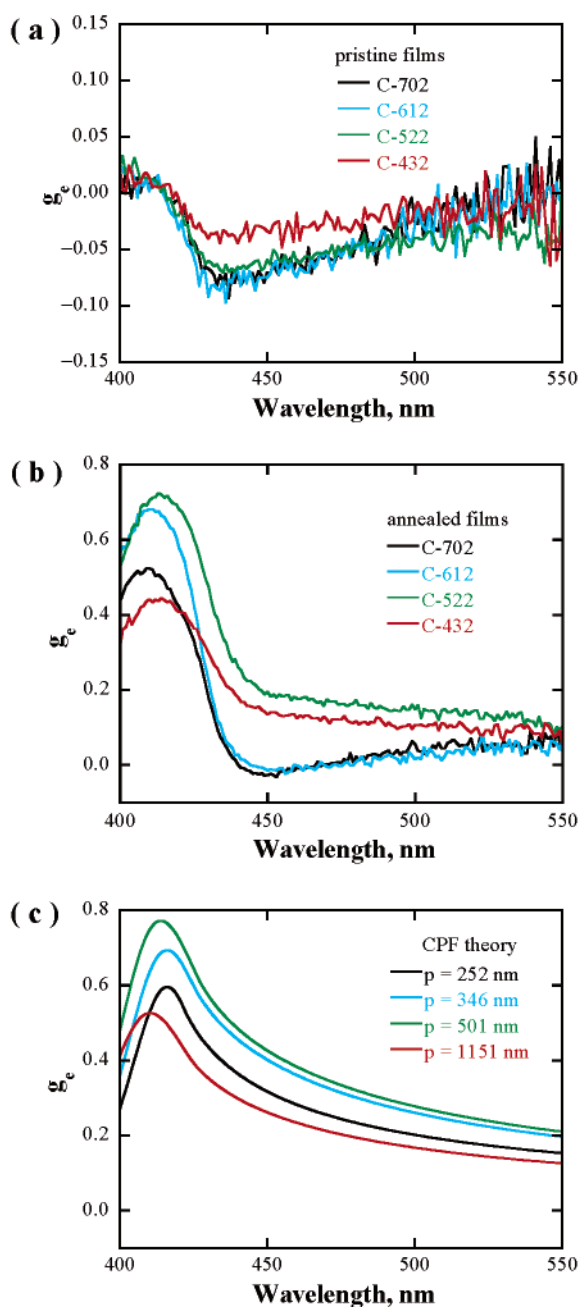 ( a )
0.15
0.10
0.05
0.00
−0.05
−0.10
−0.15
gₑ
pristine films
C-702
C-612
C-522
C-432
400
450
500
550
Wavelength, nm
( b )
0.8
0.6
0.4
0.2
0.0
gₑ
annealed films
C-702
C-612
C-522
C-432
400
450
500
550
Wavelength, nm
( c )
0.8
0.6
0.4
0.2
0.0
gₑ
CPF theory
p = 252 nm
p = 346 nm
p = 501 nm
p = 1151 nm
400
450
500
550
Wavelength, nm